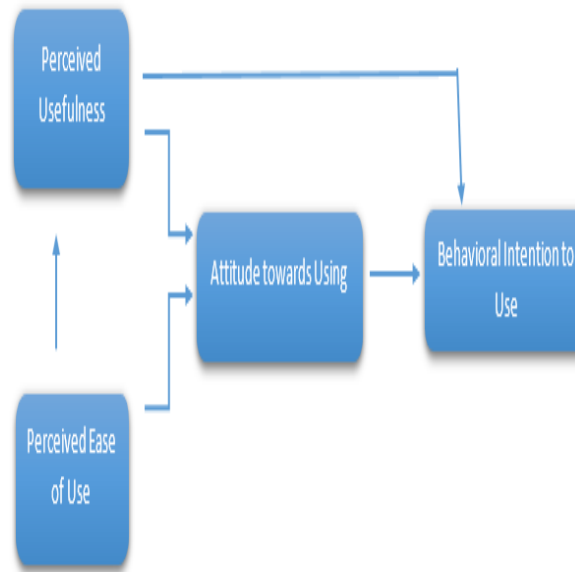 Perceived
Usefulness
Attitude towards Using
Behavioral Intention to
Use
Perceived Ease
of Use